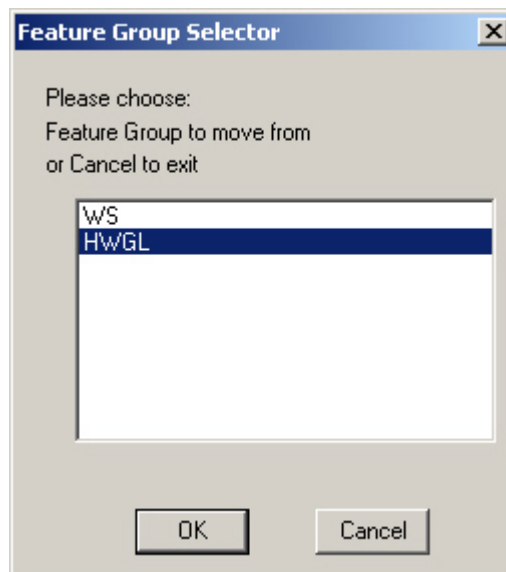 Feature Group Selector
Please choose:
Feature Group to move from
or Cancel to exit
WS
HWGL
OK
Cancel